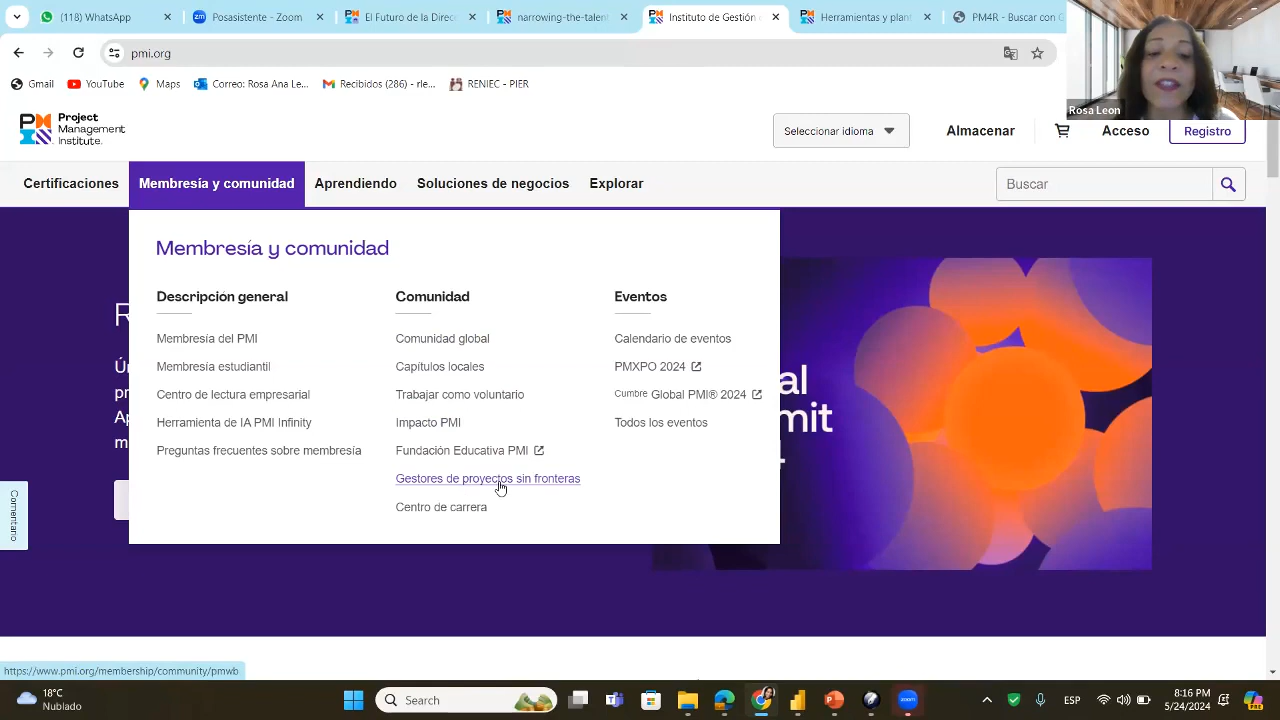 (118) WhatsApp
Posasistente - Zoom
El Futuro de la Direc
narrowing-the-talent
Instituto de Gestión
Herramientas y plant
PM4R - Buscar con G
pmi.org
Gmail
YouTube
Maps
Correo: Rosa Ana Le...
Recibidos (286) - rle...
RENIEC - PIER
Rosa Leon
Project
Management
Institute.
Seleccionar idioma
Almacenar
Acceso
Registro
Certificaciones
Membresía y comunidad
Aprendiendo
Soluciones de negocios
Explorar
Buscar
Membresía y comunidad
Descripción general
Membresía del PMI
Membresía estudiantil
Centro de lectura empresarial
Herramienta de IA PMI Infinity
Preguntas frecuentes sobre membresía
Comunidad
Comunidad global
Capítulos locales
Trabajar como voluntario
Impacto PMI
Fundación Educativa PMI
Gestores de proyectos sin fronteras
Centro de carrera
Eventos
Calendario de eventos
PMXPO 2024
Cumbre Global PMI® 2024
Todos los eventos
Comentario
https://www.pmi.org/membership/community/pmwb
18°C
Nublado
Search
ESP
8:16 PM
5/24/2024